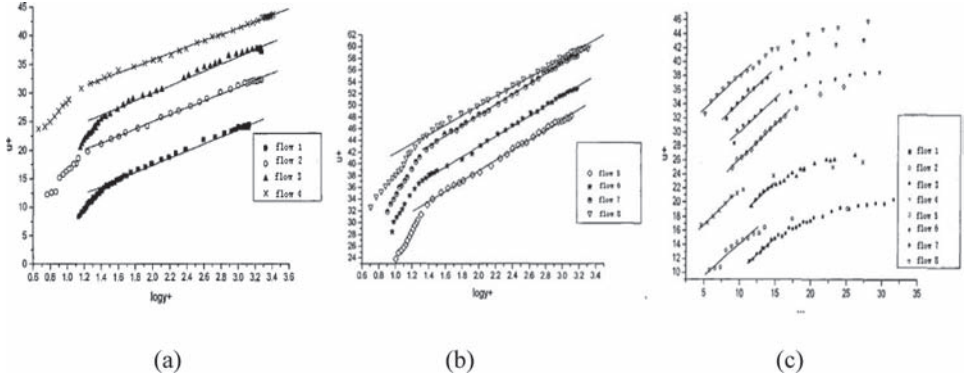 45
40
35
30
25
20
15
10
5
0
u+
0.6 0.8 1.0 1.2 1.4 1.6 1.8 2.0 2.2 2.4 2.6 2.8 3.0 3.2 3.4 3.6
logy+
flow 1
flow 2
flow 3
flow 4
(a)
62
60
58
56
54
52
50
48
46
44
42
40
38
36
34
32
30
28
26
24
u+
0.6 0.8 1.0 1.2 1.4 1.6 1.8 2.0 2.2 2.4 2.6 2.8 3.0 3.2 3.4
logy+
flow 5
flow 6
flow 7
flow 8
(b)
46
44
42
40
38
36
34
32
30
28
26
24
22
20
18
16
14
12
10
u+
5 10 15 20 25 30 35
...
flow 1
flow 2
flow 3
flow 4
flow 5
flow 6
flow 7
flow 8
(c)